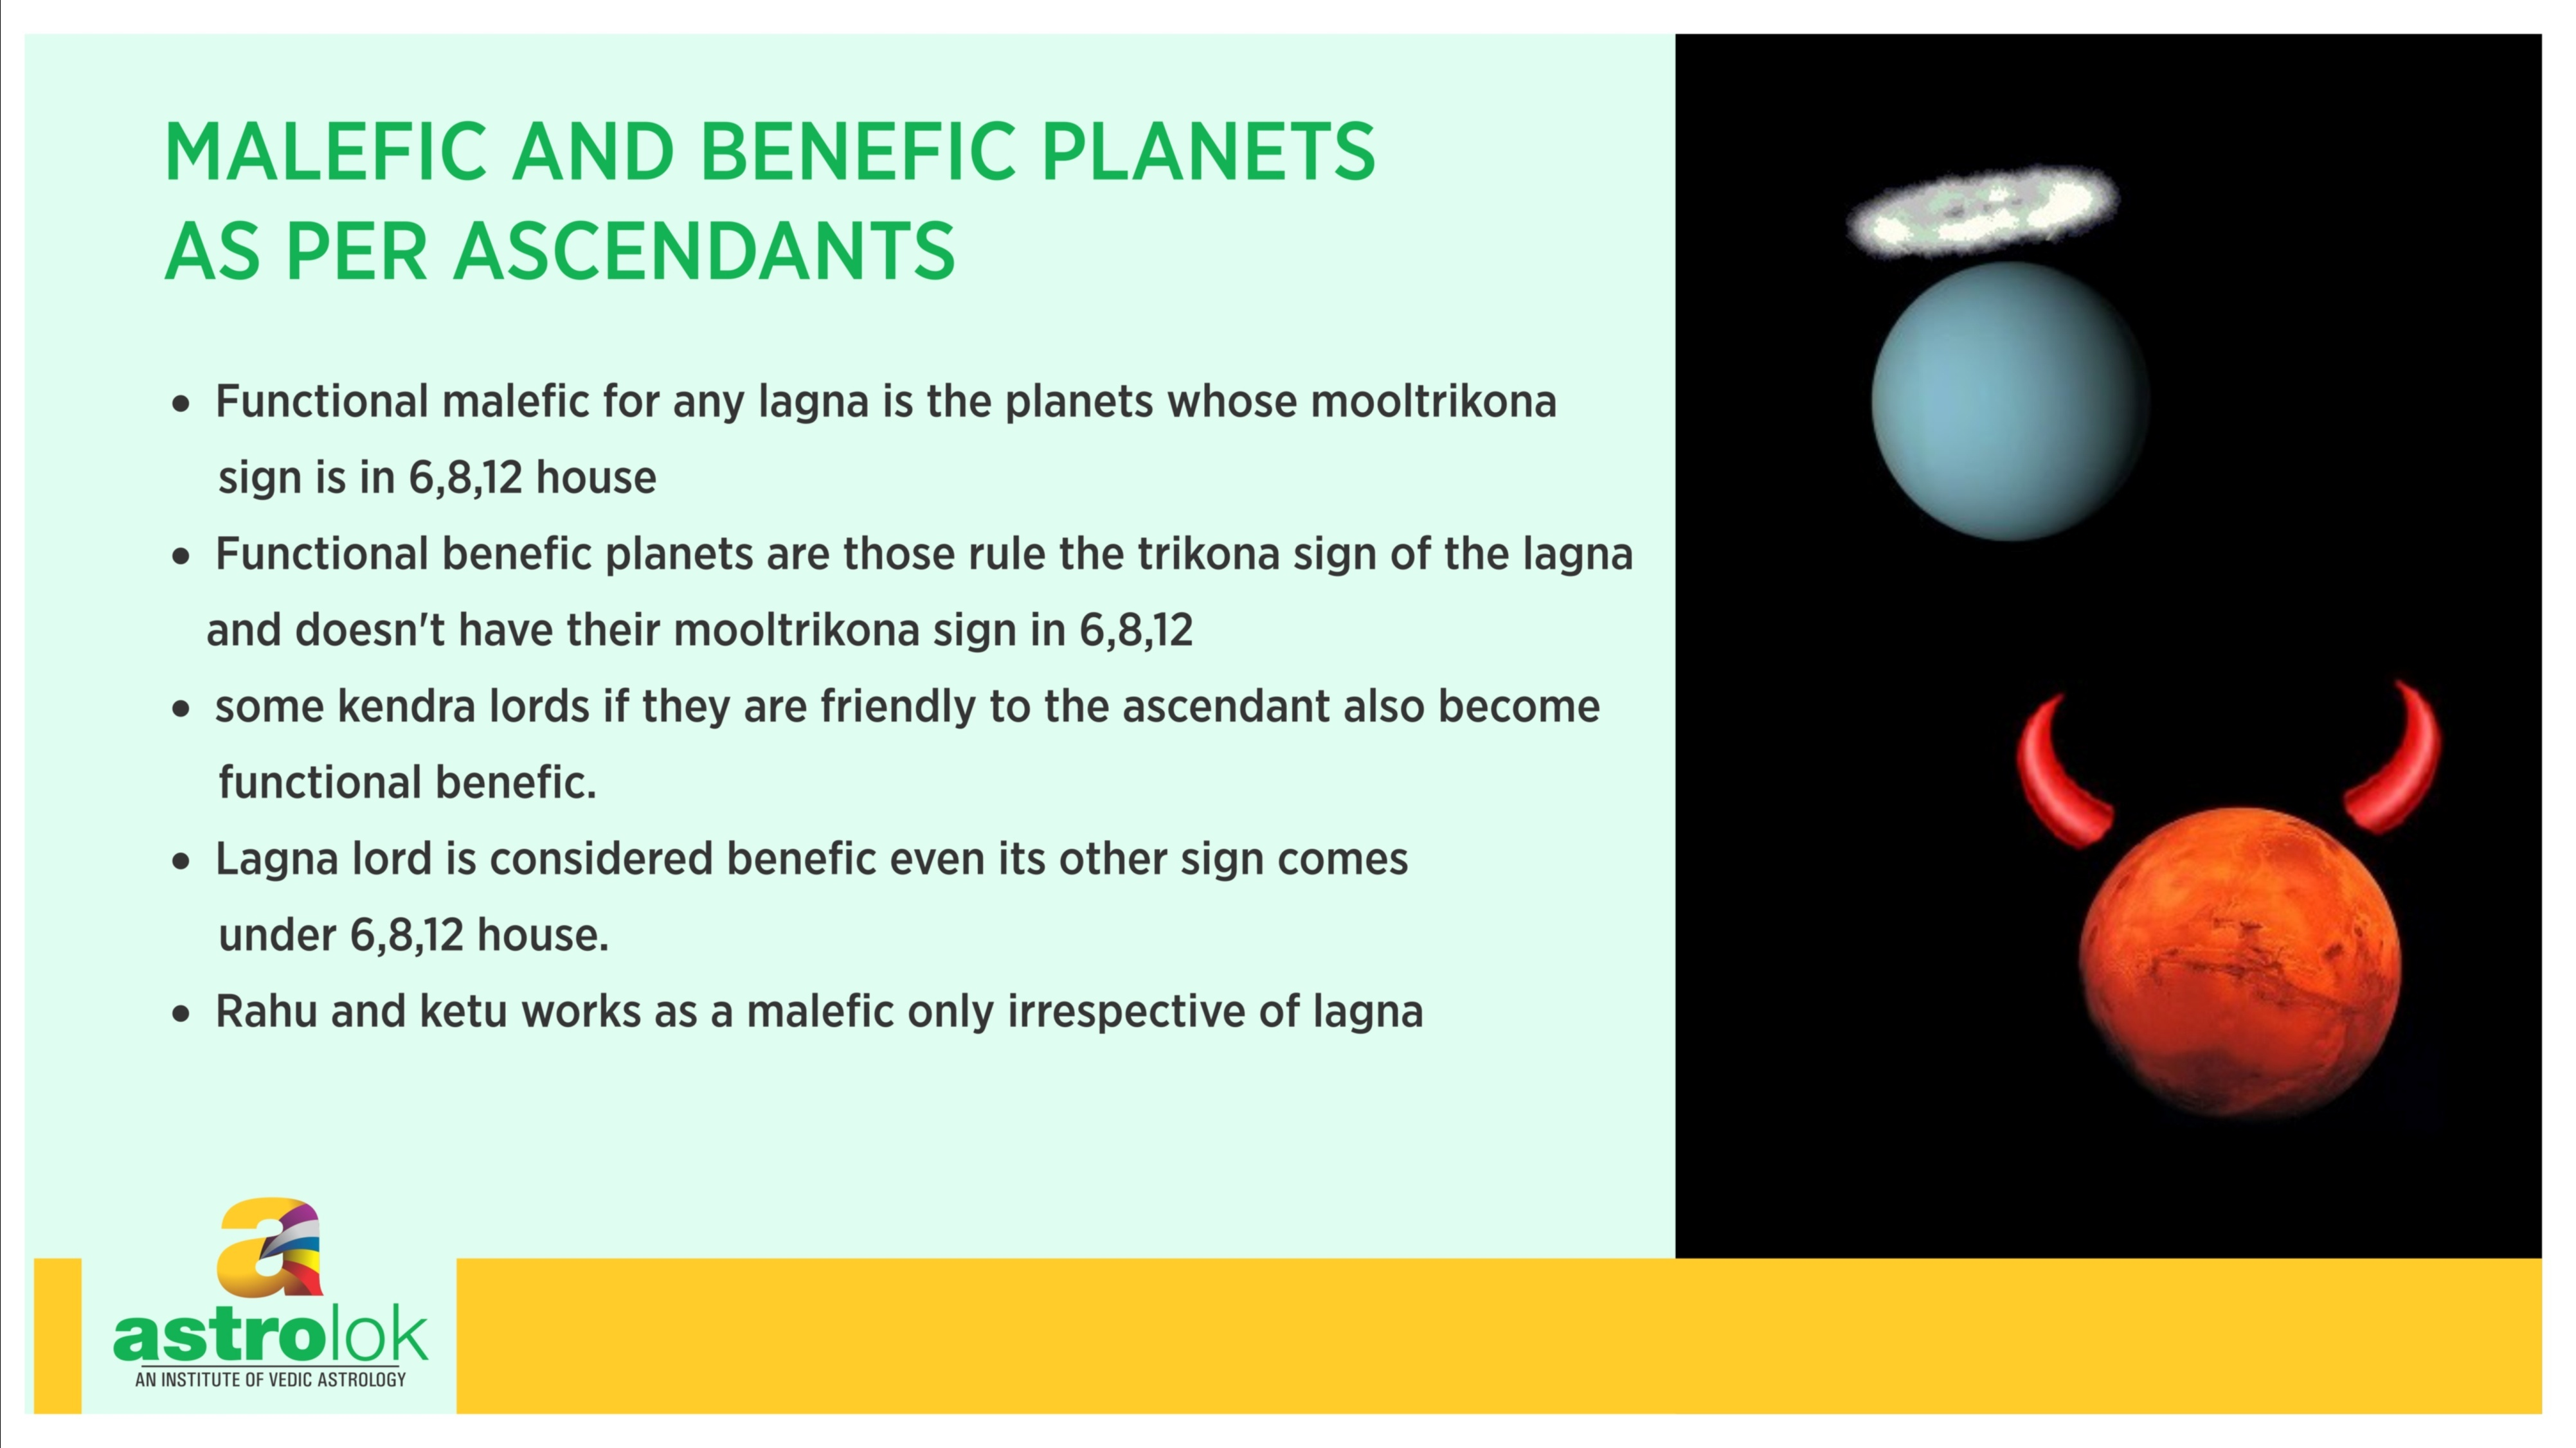 MALEFIC AND BENEFIC PLANETS
AS PER ASCENDANTS
• Functional malefic for any lagna is the planets whose mooltrikona
sign is in 6,8,12 house
• Functional benefic planets are those rule the trikona sign of the lagna
and doesn't have their mooltrikona sign in 6,8,12
• some kendra lords if they are friendly to the ascendant also become
functional benefic.
• Lagna lord is considered benefic even its other sign comes
under 6,8,12 house.
• Rahu and ketu works as a malefic only irrespective of lagna
a
astrolok
AN INSTITUTE OF VEDIC ASTROLOGY